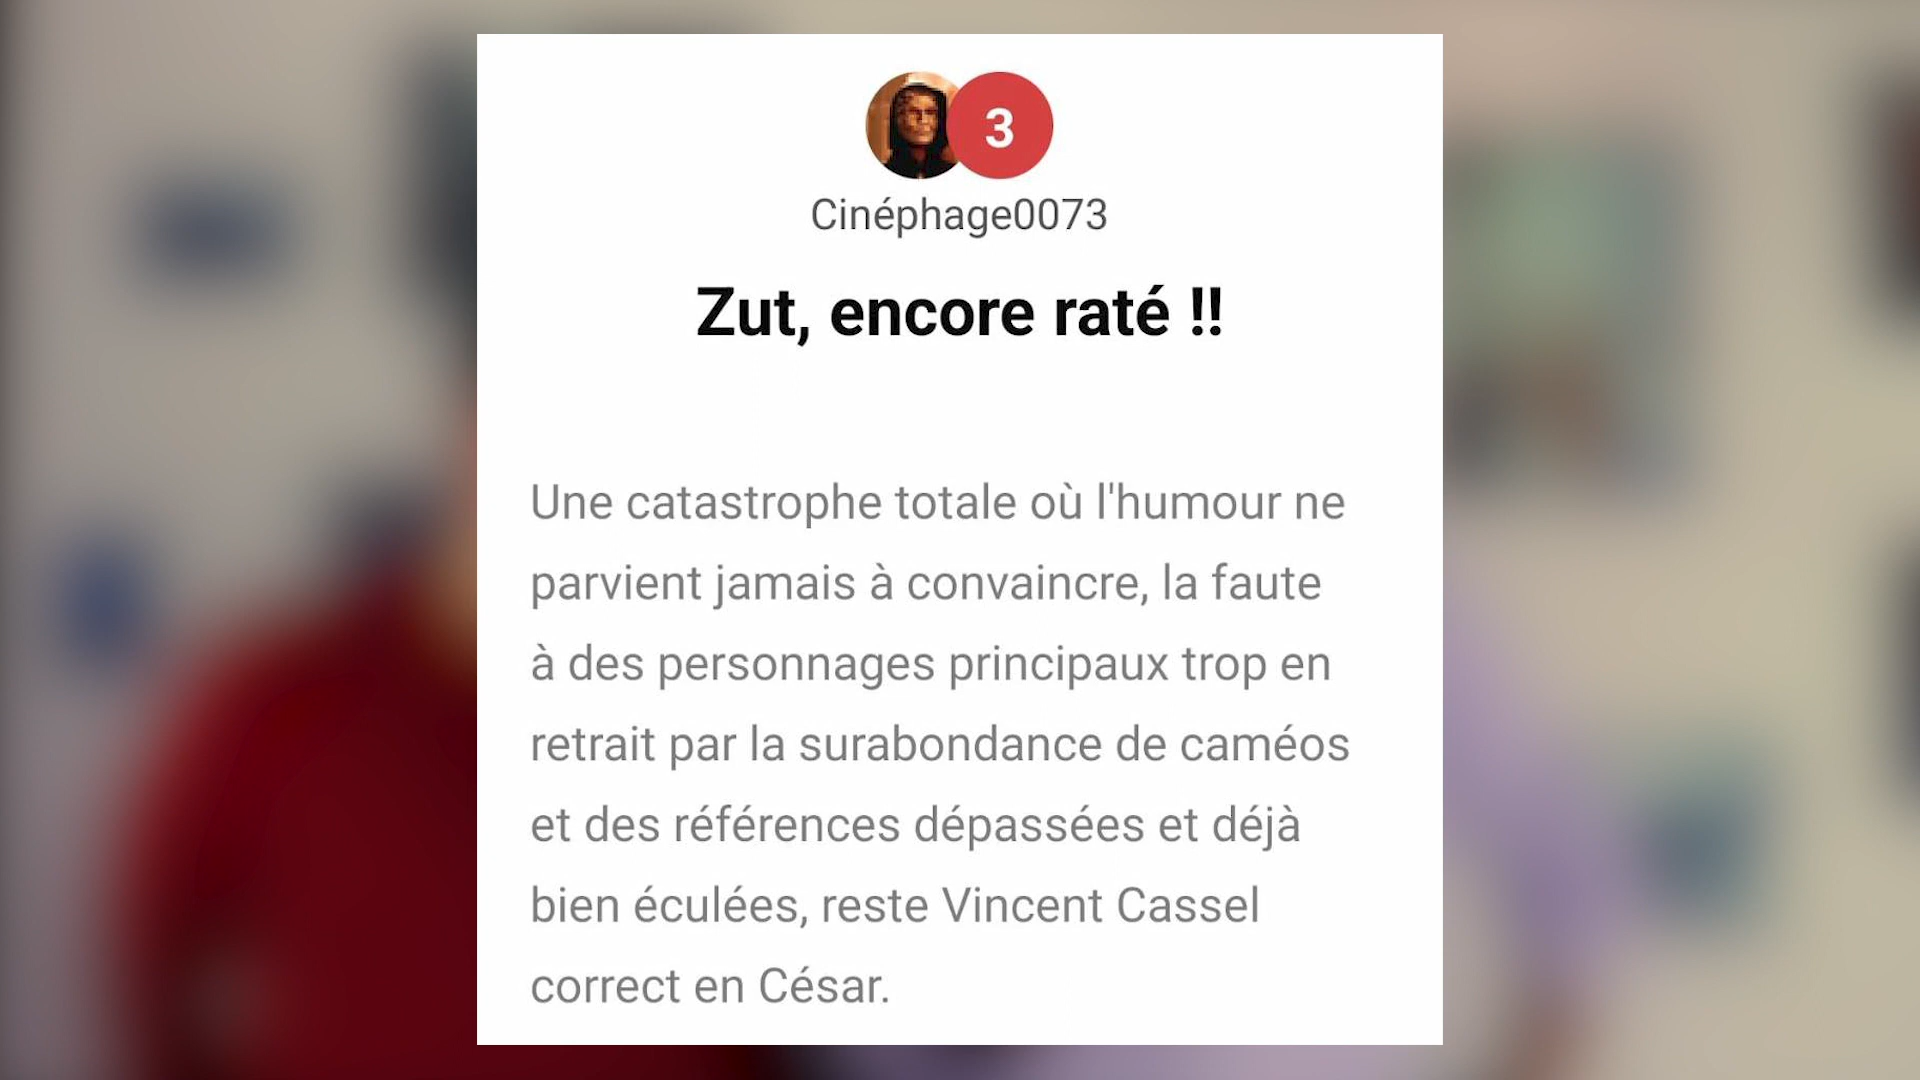 3
Cinéphage0073
Zut, encore raté !!
Une catastrophe totale où l'humour ne
parvient jamais à convaincre, la faute
à des personnages principaux trop en
retrait par la surabondance de caméos
et des références dépassées et déjà
bien éculées, reste Vincent Cassel
correct en César.